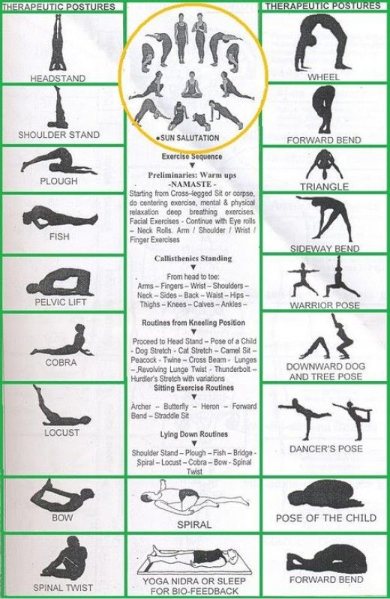 THERAPEUTIC POSTURES
HEADSTAND
SHOULDER STAND
PLOUGH
FISH
PELVIC LIFT
COBRA
LOCUST
BOW
SPINAL TWIST
•SUN SALUTATION
Exercise Sequence
Preliminaries: Warm ups
-NAMASTE -
Starting from Cross-legged Sit or corpse,
do centering exercise, mental & physical
relaxation deep breathing exercises.
Facial Exercises - Continue with Eye rolls
– Neck Rolls. Arm / Shoulder / Wrist /
Finger Exercises
Callisthenics Standing
From head to toe:
Arms – Fingers – Wrist – Shoulders –
Neck – Sides – Back – Waist – Hips –
Thighs – Knees – Calves – Ankles –
Routines from Kneeling Position
Proceed to Head Stand – Pose of a Child
- Dog Stretch - Cat Stretch – Camel Sit –
Peacock - Twine – Cross Beam - Lunges
- Revolving Lunge Twist - Thunderbolt –
Hurdler's Stretch with variations
Sitting Exercise Routines
Archer – Butterfly – Heron – Forward
Bend – Straddle Sit
Lying Down Routines
Shoulder Stand – Plough – Fish – Bridge -
Spiral – Locust – Cobra – Bow - Spinal
Twist
SPIRAL
YOGA NIDRA OR SLEEP
FOR BIO-FEEDBACK
THERAPEUTIC POSTURES
WHEEL
FORWARD BEND
TRIANGLE
SIDEWAY BEND
WARRIOR POSE
DOWNWARD DOG
AND TREE POSE
DANCER'S POSE
POSE OF THE CHILD
FORWARD BEND